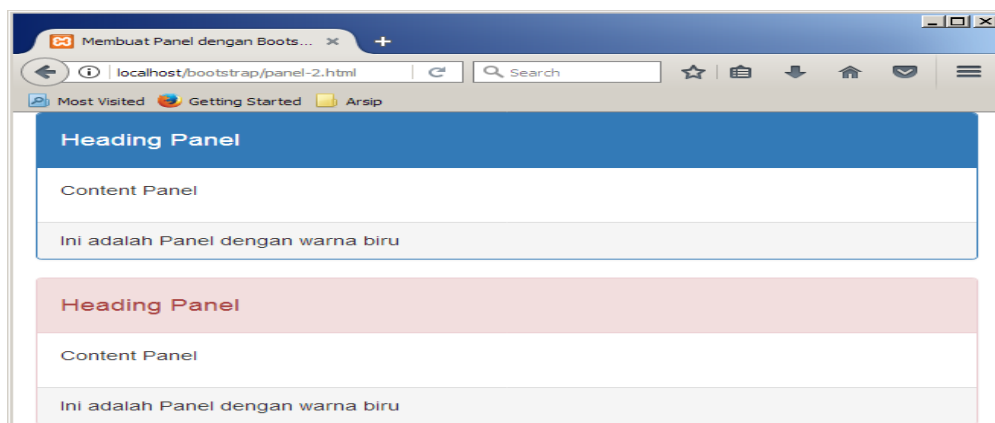 Membuat Panel dengan Boots...
localhost/bootstrap/panel-2.html
Search
Most Visited Getting Started Arsip
Heading Panel
Content Panel
Ini adalah Panel dengan warna biru
Heading Panel
Content Panel
Ini adalah Panel dengan warna biru